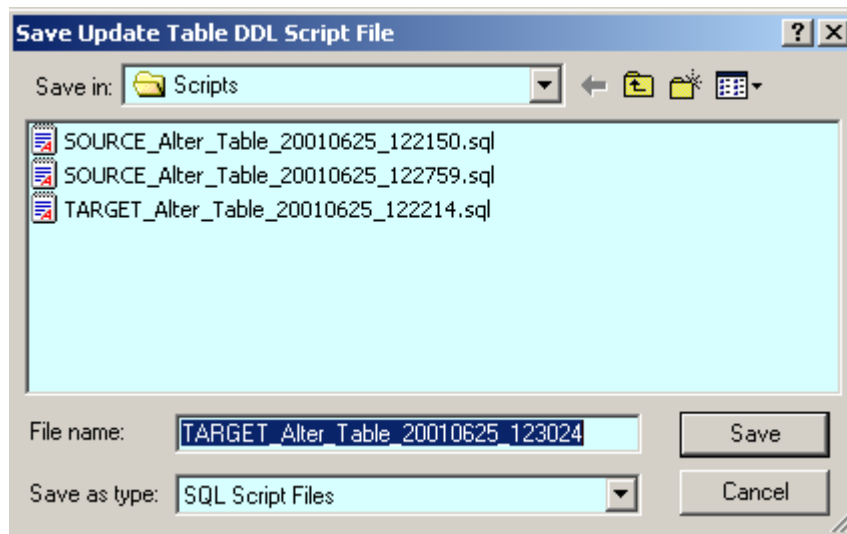 Save Update Table DDL Script File
Save in: Scripts
SOURCE_Alter_Table_20010625_122150.sql
SOURCE_Alter_Table_20010625_122759.sql
TARGET_Alter_Table_20010625_122214.sql
File name: TARGET_Alter_Table_20010625_123024 Save
Save as type: SQL Script Files Cancel